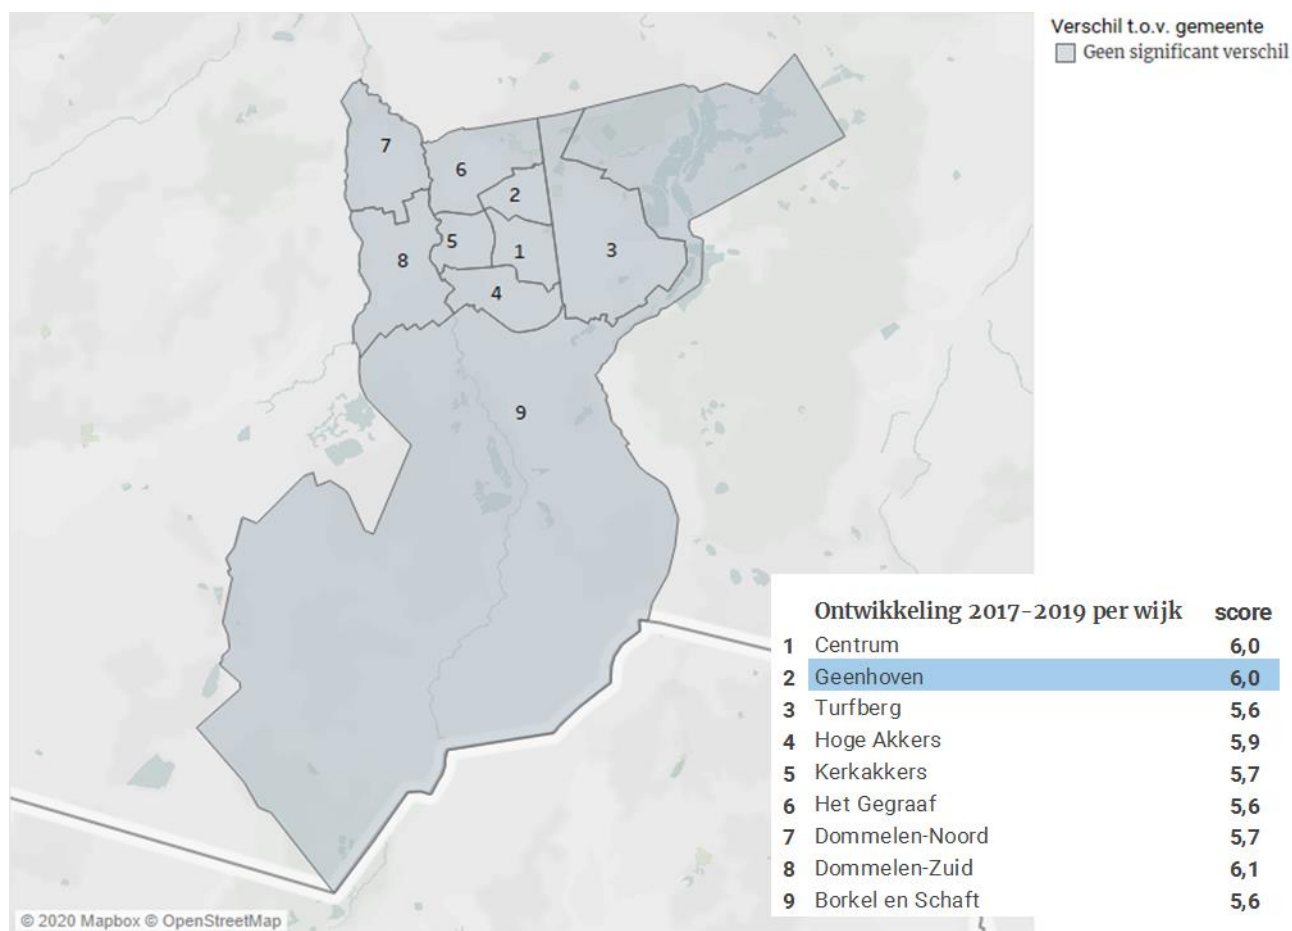 Verschil t.o.v. gemeente
Geen significant verschil
7
6
2
5
1
3
8
4
9
Ontwikkeling 2017-2019 per wijk score
1 Centrum 6,0
2 Geenhoven 6,0
3 Turfberg 5,6
4 Hoge Akkers 5,9
5 Kerkakkers 5,7
6 Het Gegraaf 5,6
7 Dommelen-Noord 5,7
8 Dommelen-Zuid 6,1
9 Borkel en Schaft 5,6
© 2020 Mapbox © OpenStreetMap